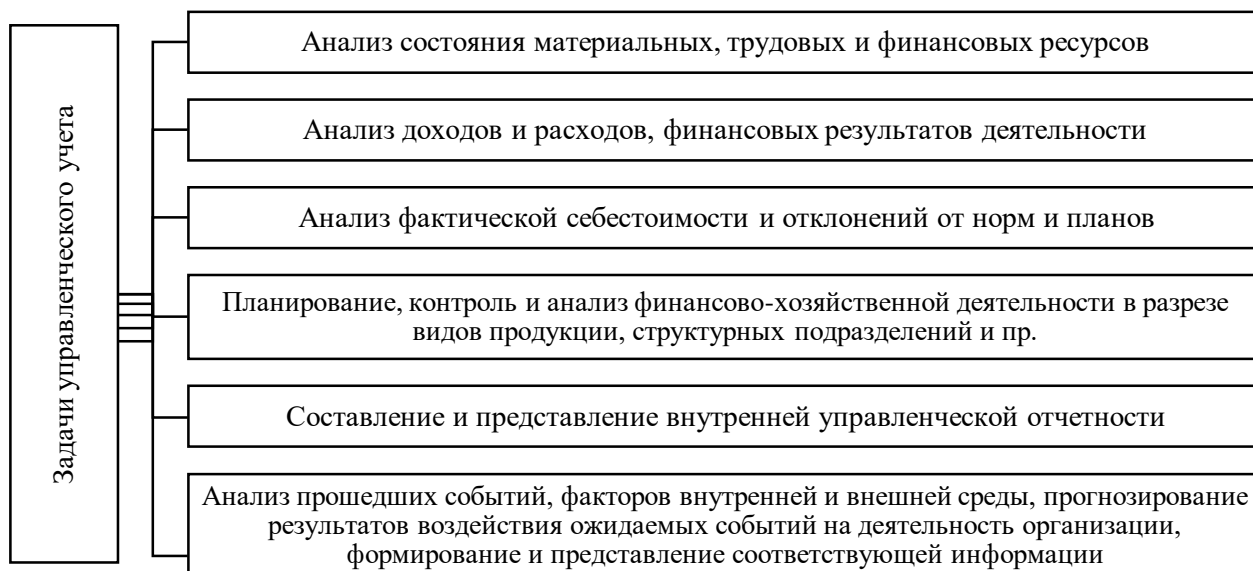 Задачи управленческого учета
Анализ состояния материальных, трудовых и финансовых ресурсов
Анализ доходов и расходов, финансовых результатов деятельности
Анализ фактической себестоимости и отклонений от норм и планов
Планирование, контроль и анализ финансово-хозяйственной деятельности в разрезе
видов продукции, структурных подразделений и пр.
Составление и представление внутренней управленческой отчетности
Анализ прошедших событий, факторов внутренней и внешней среды, прогнозирование
результатов воздействия ожидаемых событий на деятельность организации,
формирование и представление соответствующей информации